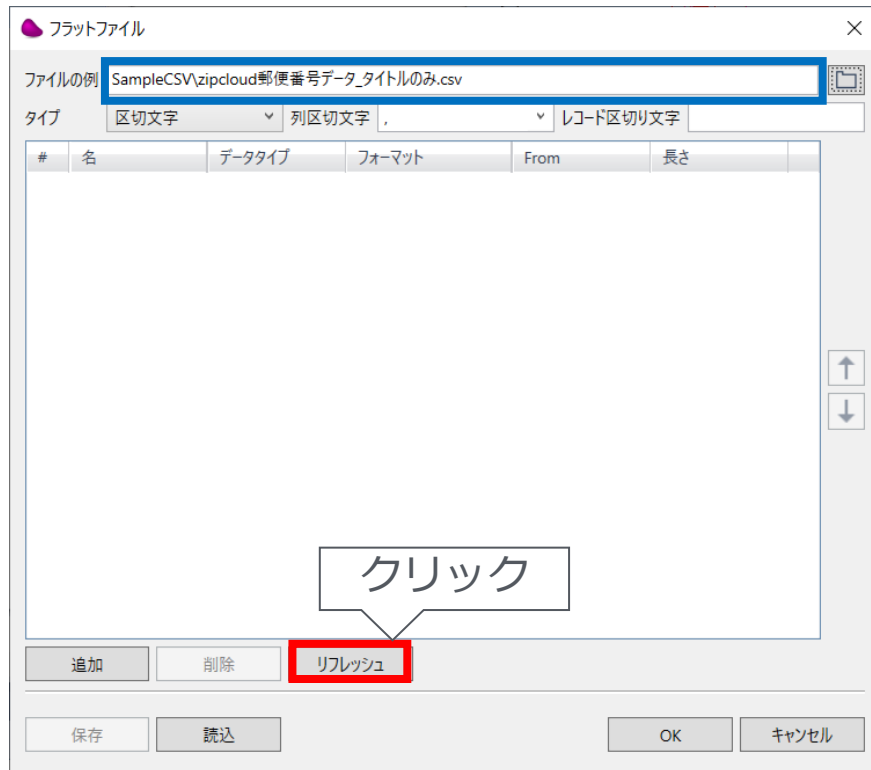 フラットファイル
ファイルの例 SampleCSV\zipcloud郵便番号データ_タイトルのみ.csv
タイプ 区切文字 列区切文字 , レコード区切り文字
# 名 データタイプ フォーマット From 長さ
クリック
追加 削除 リフレッシュ
保存 読込 OK キャンセル